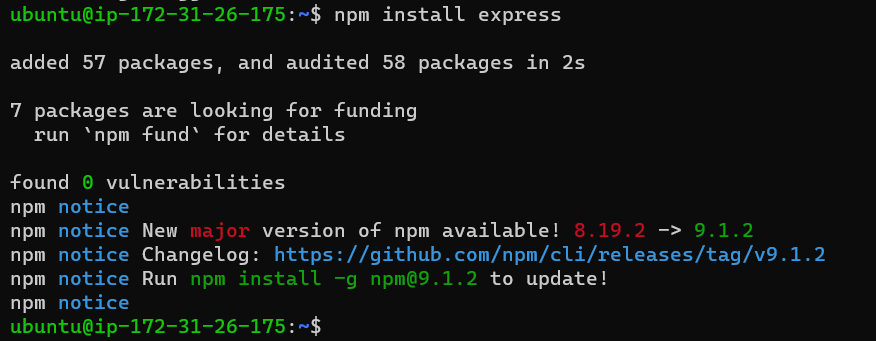 ubuntu@ip-172-31-26-175:~$ npm install express
added 57 packages, and audited 58 packages in 2s
7 packages are looking for funding
  run `npm fund` for details
found 0 vulnerabilities
npm notice
npm notice New major version of npm available! 8.19.2 -> 9.1.2
npm notice Changelog: https://github.com/npm/cli/releases/tag/v9.1.2
npm notice Run npm install -g npm@9.1.2 to update!
npm notice
ubuntu@ip-172-31-26-175:~$